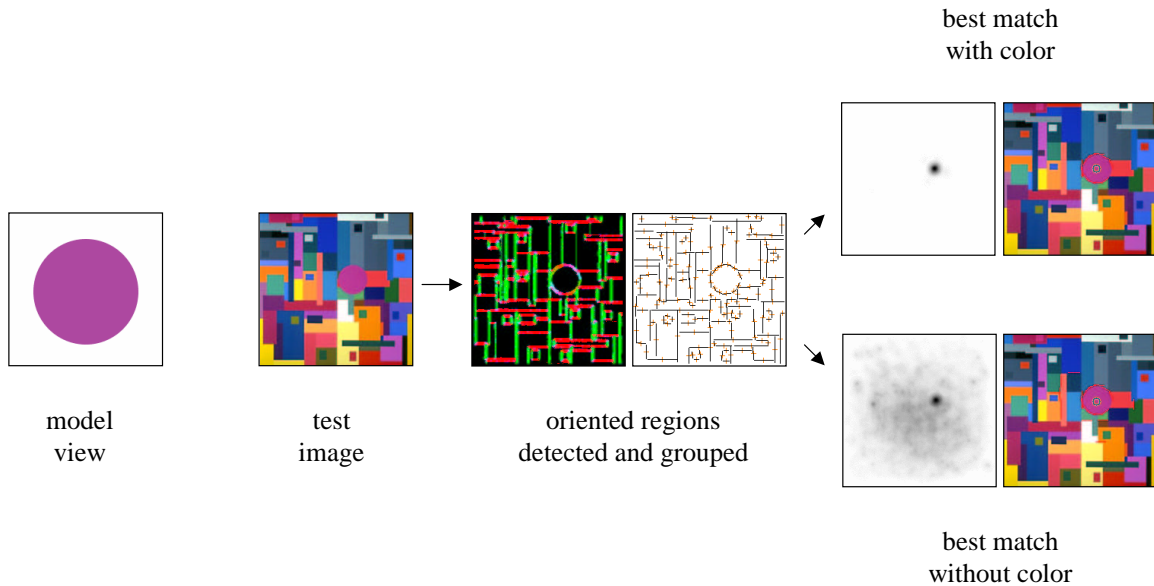 best match
with color
model
view
test
image
oriented regions
detected and grouped
best match
without color